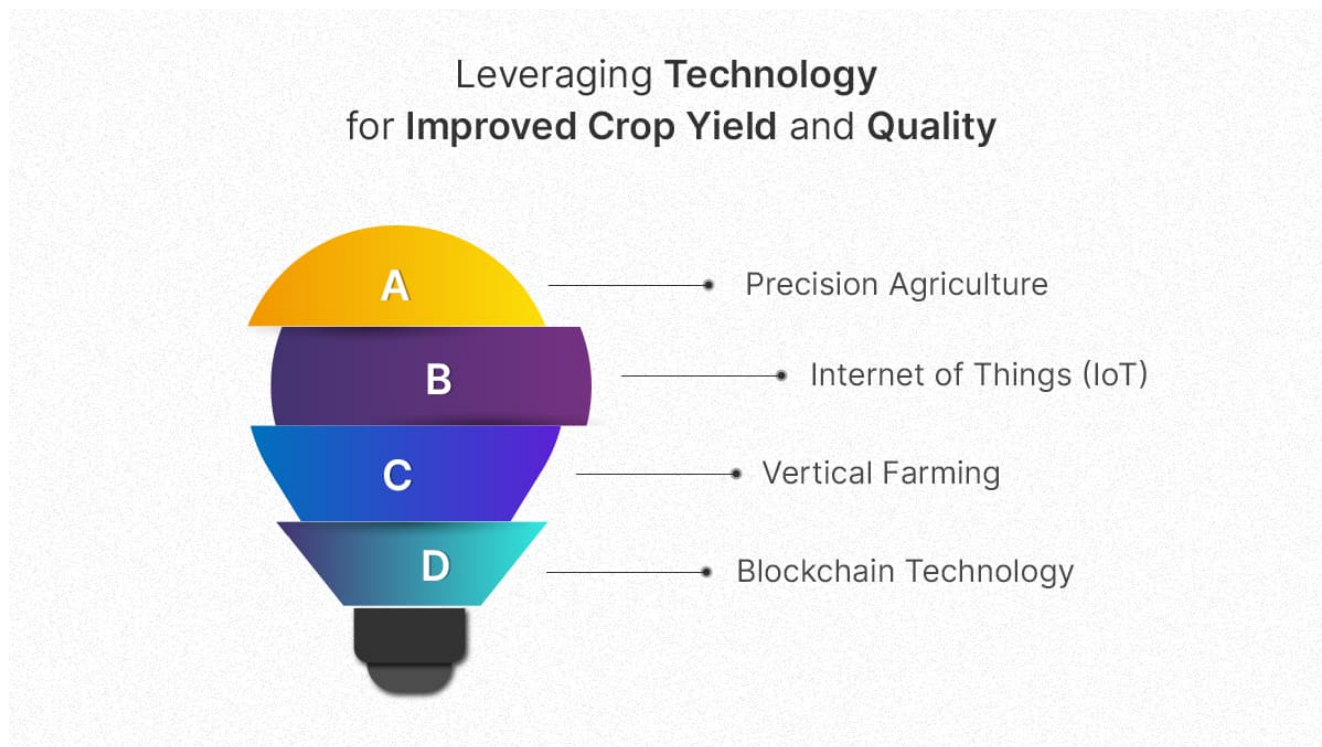 Leveraging Technology
for Improved Crop Yield and Quality
A
Precision Agriculture
B
Internet of Things (IoT)
C
Vertical Farming
D
Blockchain Technology